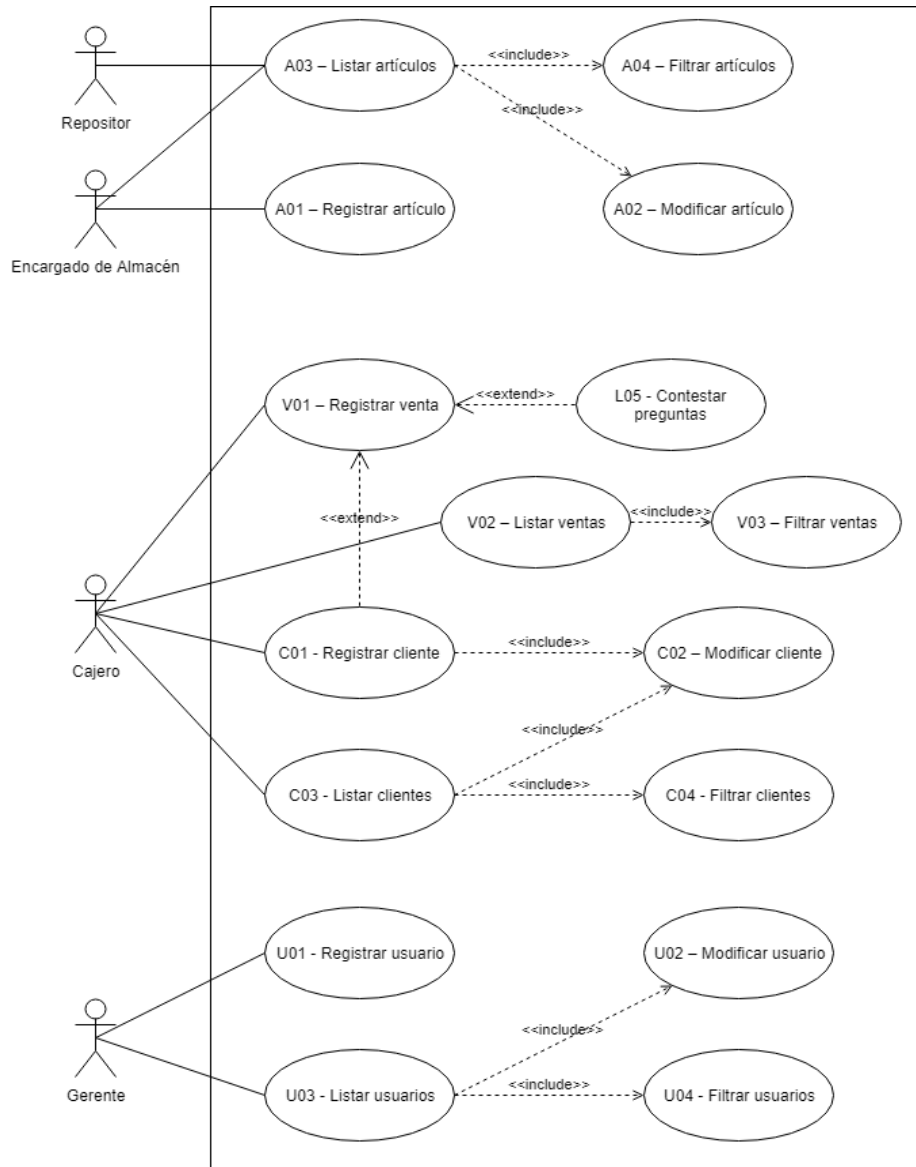 <<include>>
A03 – Listar artículos
A04 – Filtrar artículos
<<include>>
Repositor
A01 – Registrar artículo
A02 – Modificar artículo
Encargado de Almacén
<<extend>>
L05 - Contestar
preguntas
V01 – Registrar venta
<<extend>>
V02 – Listar ventas
<<include>>
V03 – Filtrar ventas
<<include>>
C01 - Registrar cliente
C02 – Modificar cliente
Cajero
<<include>>
<<include>>
C03 - Listar clientes
C04 - Filtrar clientes
U01 - Registrar usuario
U02 – Modificar usuario
<<include>>
<<include>>
Gerente
U03 – Listar usuarios
U04 - Filtrar usuarios